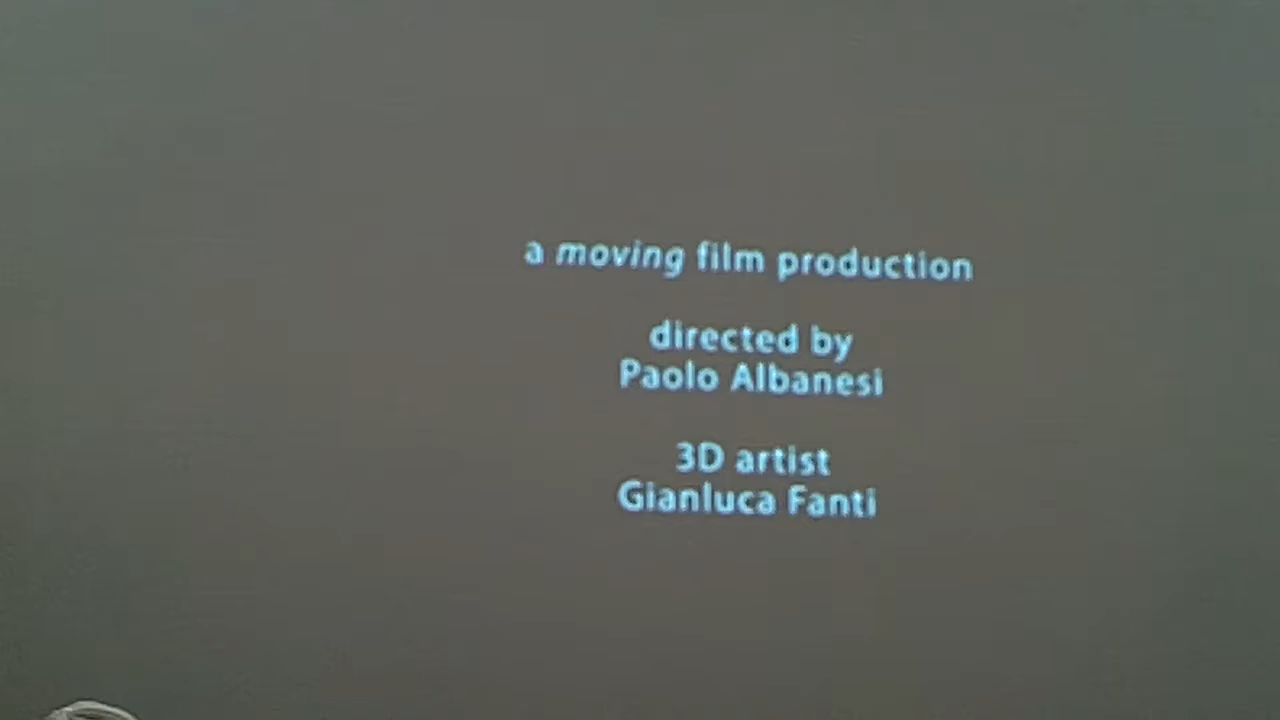 a moving film production
directed by
Paolo Albanesi
3D artist
Gianluca Fanti